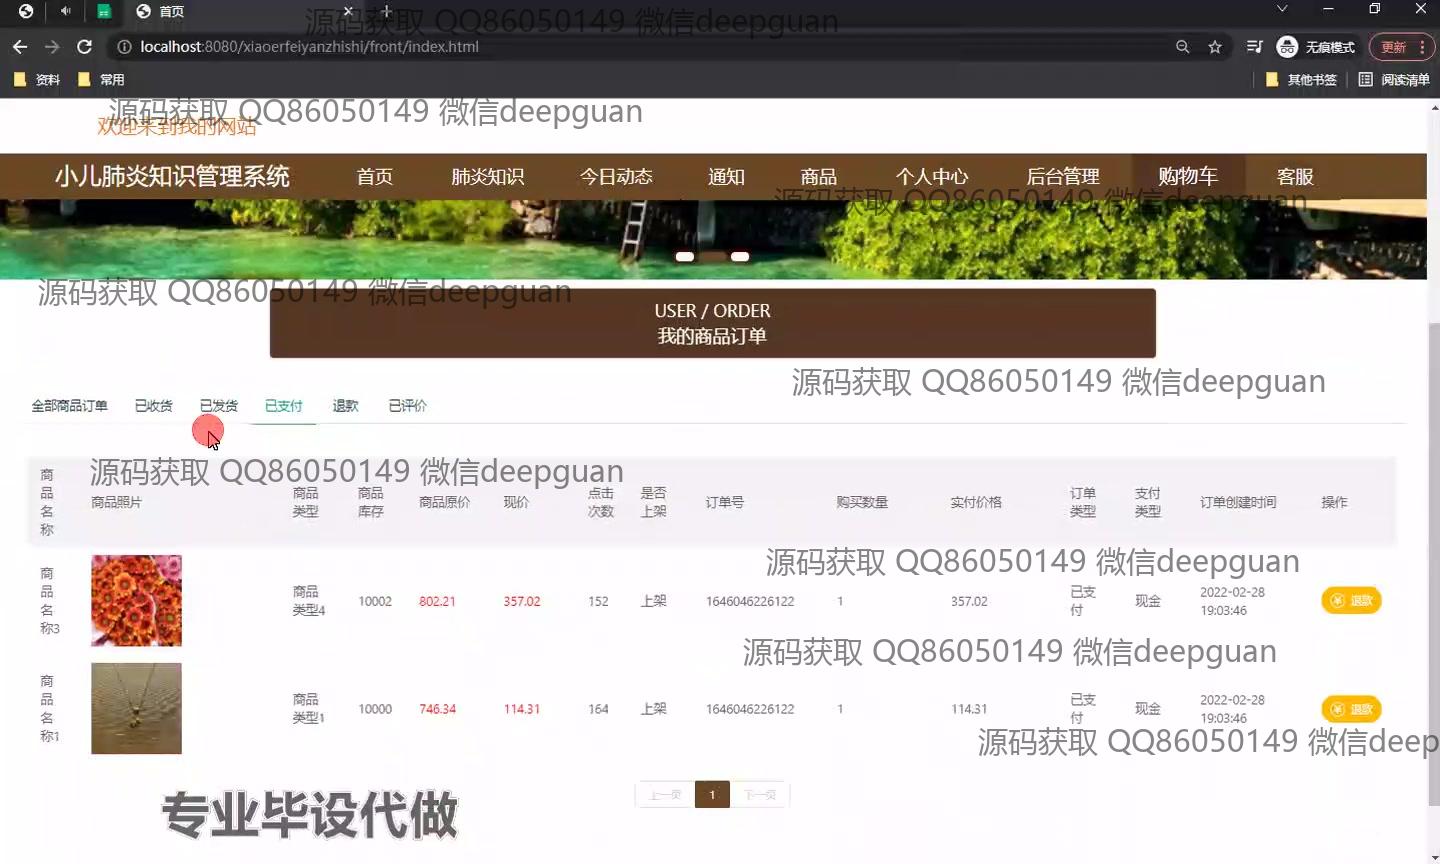 首页
源码获取 QQ86050149 微信deepguan
localhost:8080/xiaoerfeiyanzhishi/front/index.html
无痕模式
更新
资料
常用
其他书签
阅读清单
源码获取 QQ86050149 微信deepguan
欢迎来到我的网站
小儿肺炎知识管理系统 首页 肺炎知识 今日动态 通知 商品 个人中心 后台管理 购物车 客服
源码获取 QQ86050149 微信deepguan
源码获取 QQ86050149 微信deepguan
USER / ORDER
我的商品订单
源码获取 QQ86050149 微信deepguan
全部商品订单 已收货 已发货 已支付 退款 已评价
源码获取 QQ86050149 微信deepguan
商品名称 商品照片 商品类型 商品库存 商品原价 现价 点击次数 是否上架 订单号 购买数量 实付价格 订单类型 支付类型 订单创建时间 操作
源码获取 QQ86050149 微信deepguan
商品名称3 商品类型4 10002 802.21 357.02 152 上架 1646046226122 1 357.02 已支付 现金 2022-02-28 19:03:46 退款
源码获取 QQ86050149 微信deepguan
商品名称1 商品类型1 10000 746.34 114.31 164 上架 1646046226122 1 114.31 已支付 现金 2022-02-28 19:03:46 退款
源码获取 QQ86050149 微信deep
上一页 1 下一页
专业毕设代做